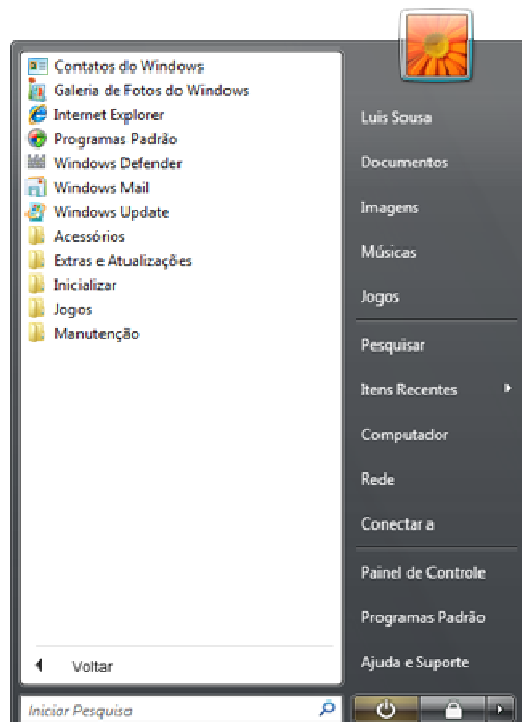 Contatos do Windows
Galeria de Fotos do Windows
Internet Explorer
Programas Padrão
Windows Defender
Windows Mail
Windows Update
Acessórios
Extras e Atualizações
Inicializar
Jogos
Manutenção
Voltar
Iniciar Pesquisa
Luis Sousa
Documentos
Imagens
Músicas
Jogos
Pesquisar
Itens Recentes
Computador
Rede
Conectar a
Painel de Controle
Programas Padrão
Ajuda e Suporte